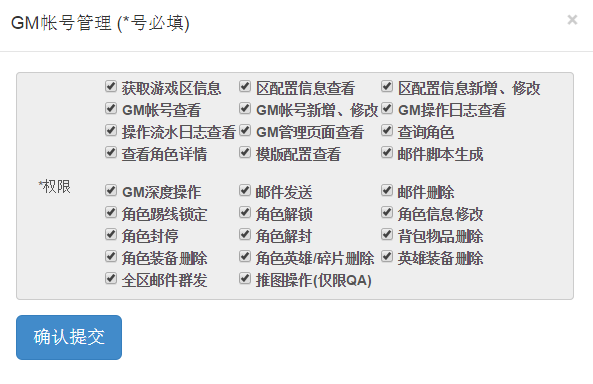 GM帐号管理 (*号必填)
×
获取游戏区信息 区配置信息查看 区配置信息新增、修改
GM帐号查看 GM帐号新增、修改 GM操作日志查看
操作流水日志查看 GM管理页面查看 查询角色
查看角色详情 模版配置查看 邮件脚本生成
*权限
GM深度操作 邮件发送 邮件删除
角色踢线锁定 角色解锁 角色信息修改
角色封停 角色解封 背包物品删除
角色装备删除 角色英雄/碎片删除 英雄装备删除
全区邮件群发 推图操作(仅限QA)
确认提交